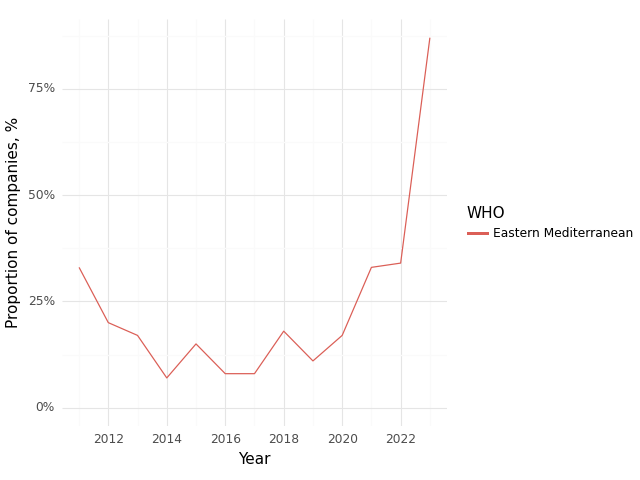 75%
50%
25%
0%
Proportion of companies, %
2012 2014 2016 2018 2020 2022
Year
WHO
Eastern Mediterranean